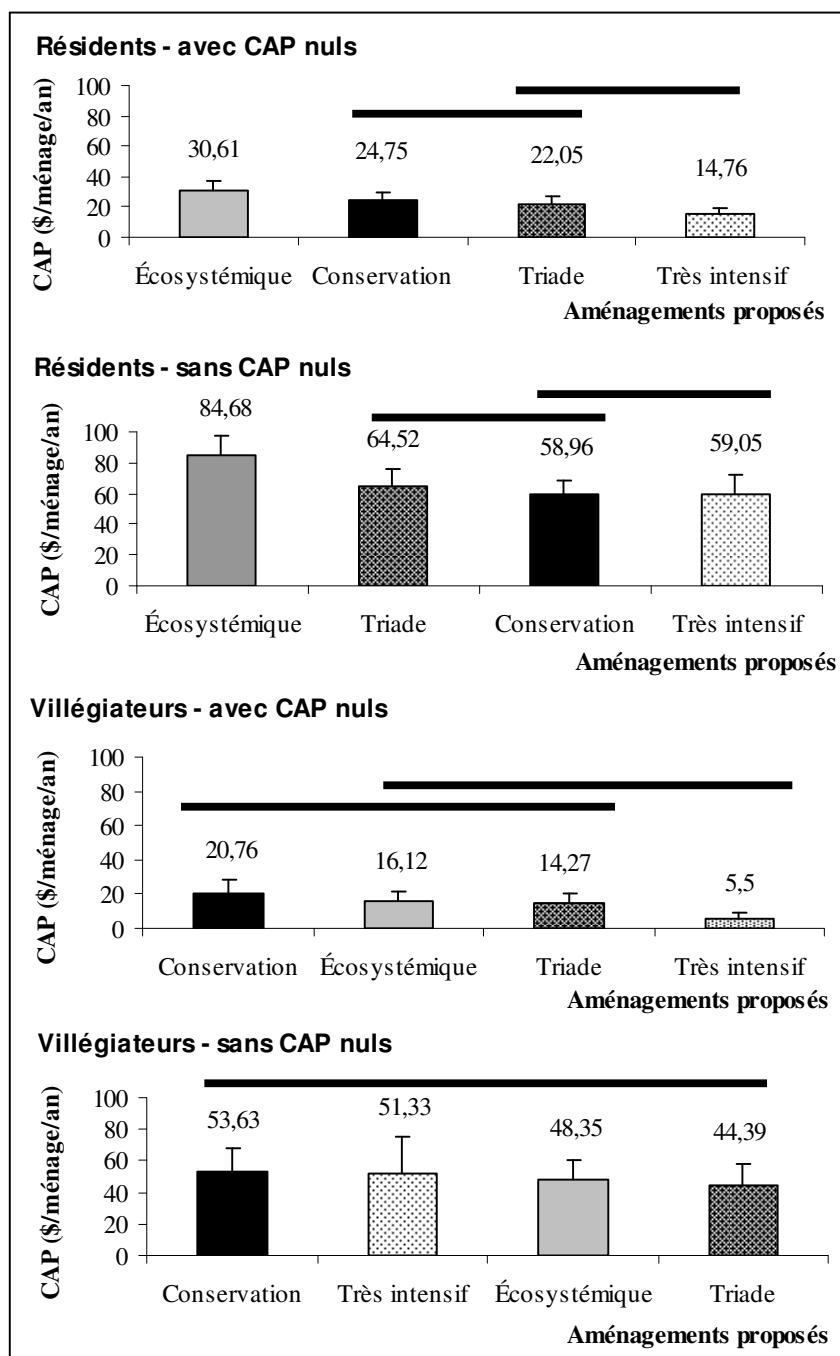 Résidents - avec CAP nuls
CAP ($/ménage/an)
100
80
60
40
20
0
30,61
24,75
22,05
14,76
Écosystémique
Conservation
Triade
Très intensif
Aménagements proposés
Résidents - sans CAP nuls
CAP ($/ménage/an)
100
80
60
40
20
0
84,68
64,52
58,96
59,05
Écosystémique
Triade
Conservation
Très intensif
Aménagements proposés
Villégiateurs - avec CAP nuls
CAP ($/ménage/an)
100
80
60
40
20
0
20,76
16,12
14,27
5,5
Conservation
Écosystémique
Triade
Très intensif
Aménagements proposés
Villégiateurs - sans CAP nuls
CAP ($/ménage/an)
100
80
60
40
20
0
53,63
51,33
48,35
44,39
Conservation
Très intensif
Écosystémique
Triade
Aménagements proposés